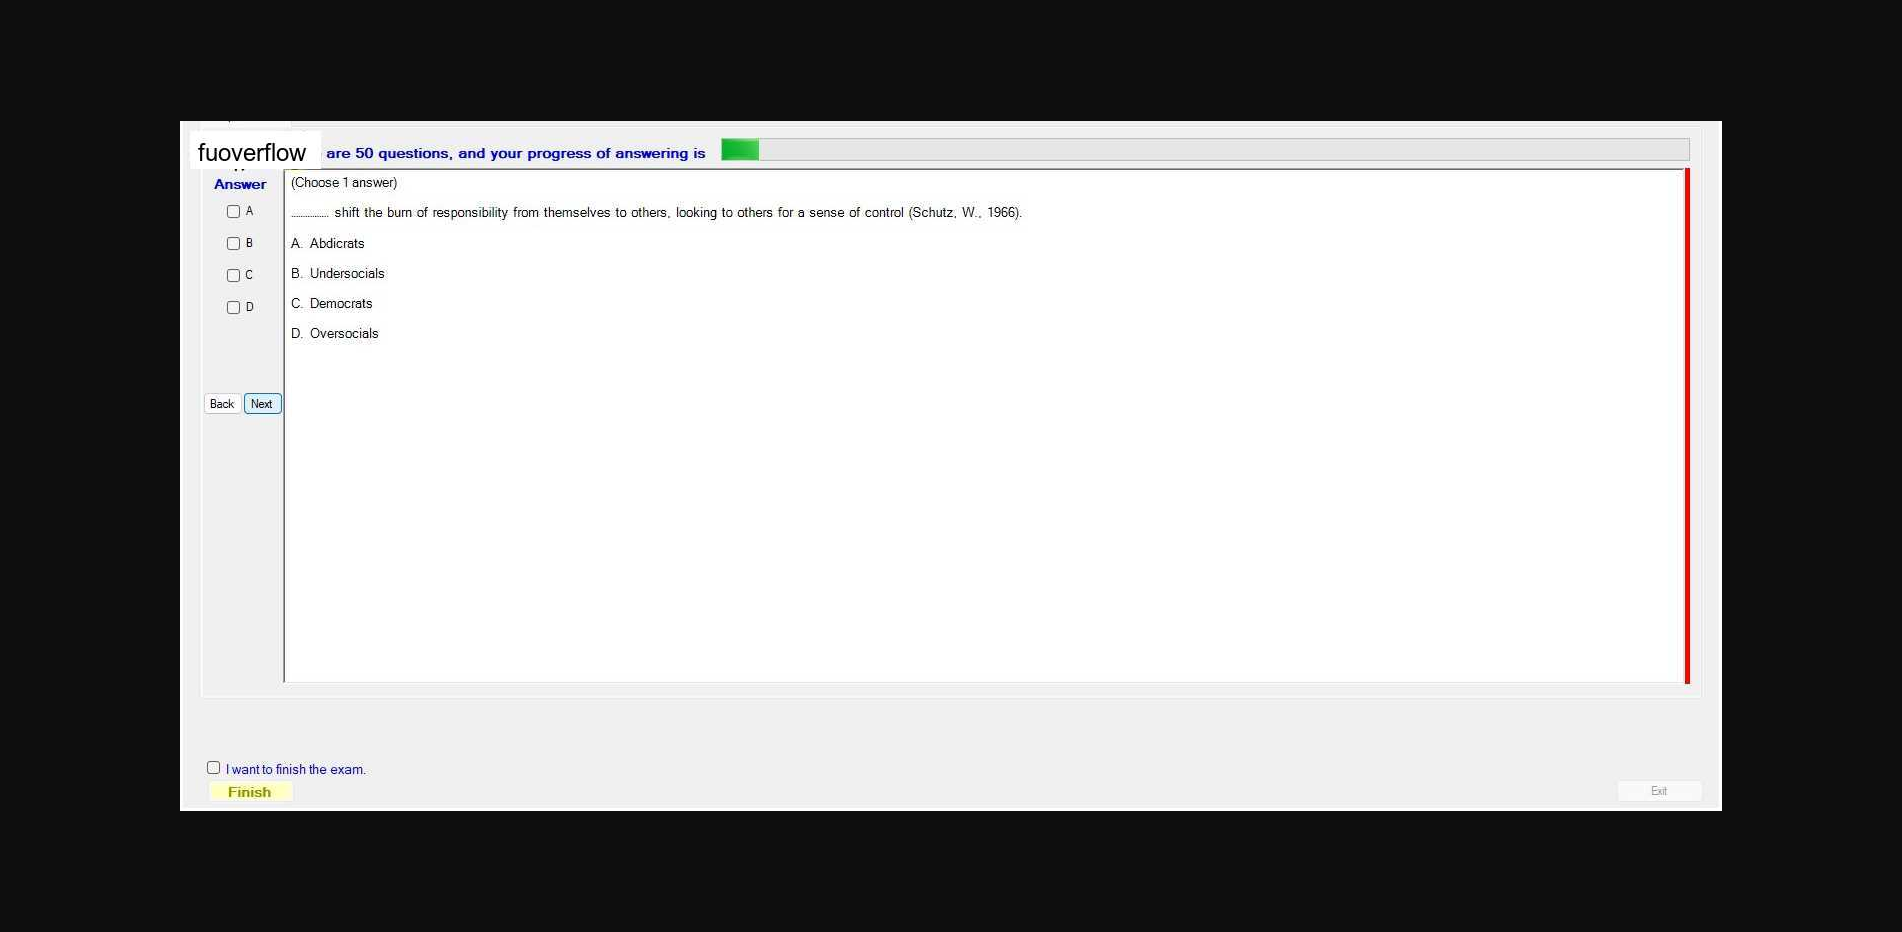 fuoverflow are 50 questions, and your progress of answering is
Answer
(Choose 1 answer)
A
............... shift the burn of responsibility from themselves to others, looking to others for a sense of control (Schutz, W., 1966).
B
A. Abdicrats
C
B. Undersocials
D
C. Democrats
D. Oversocials
Back Next
I want to finish the exam.
Finish
Exit